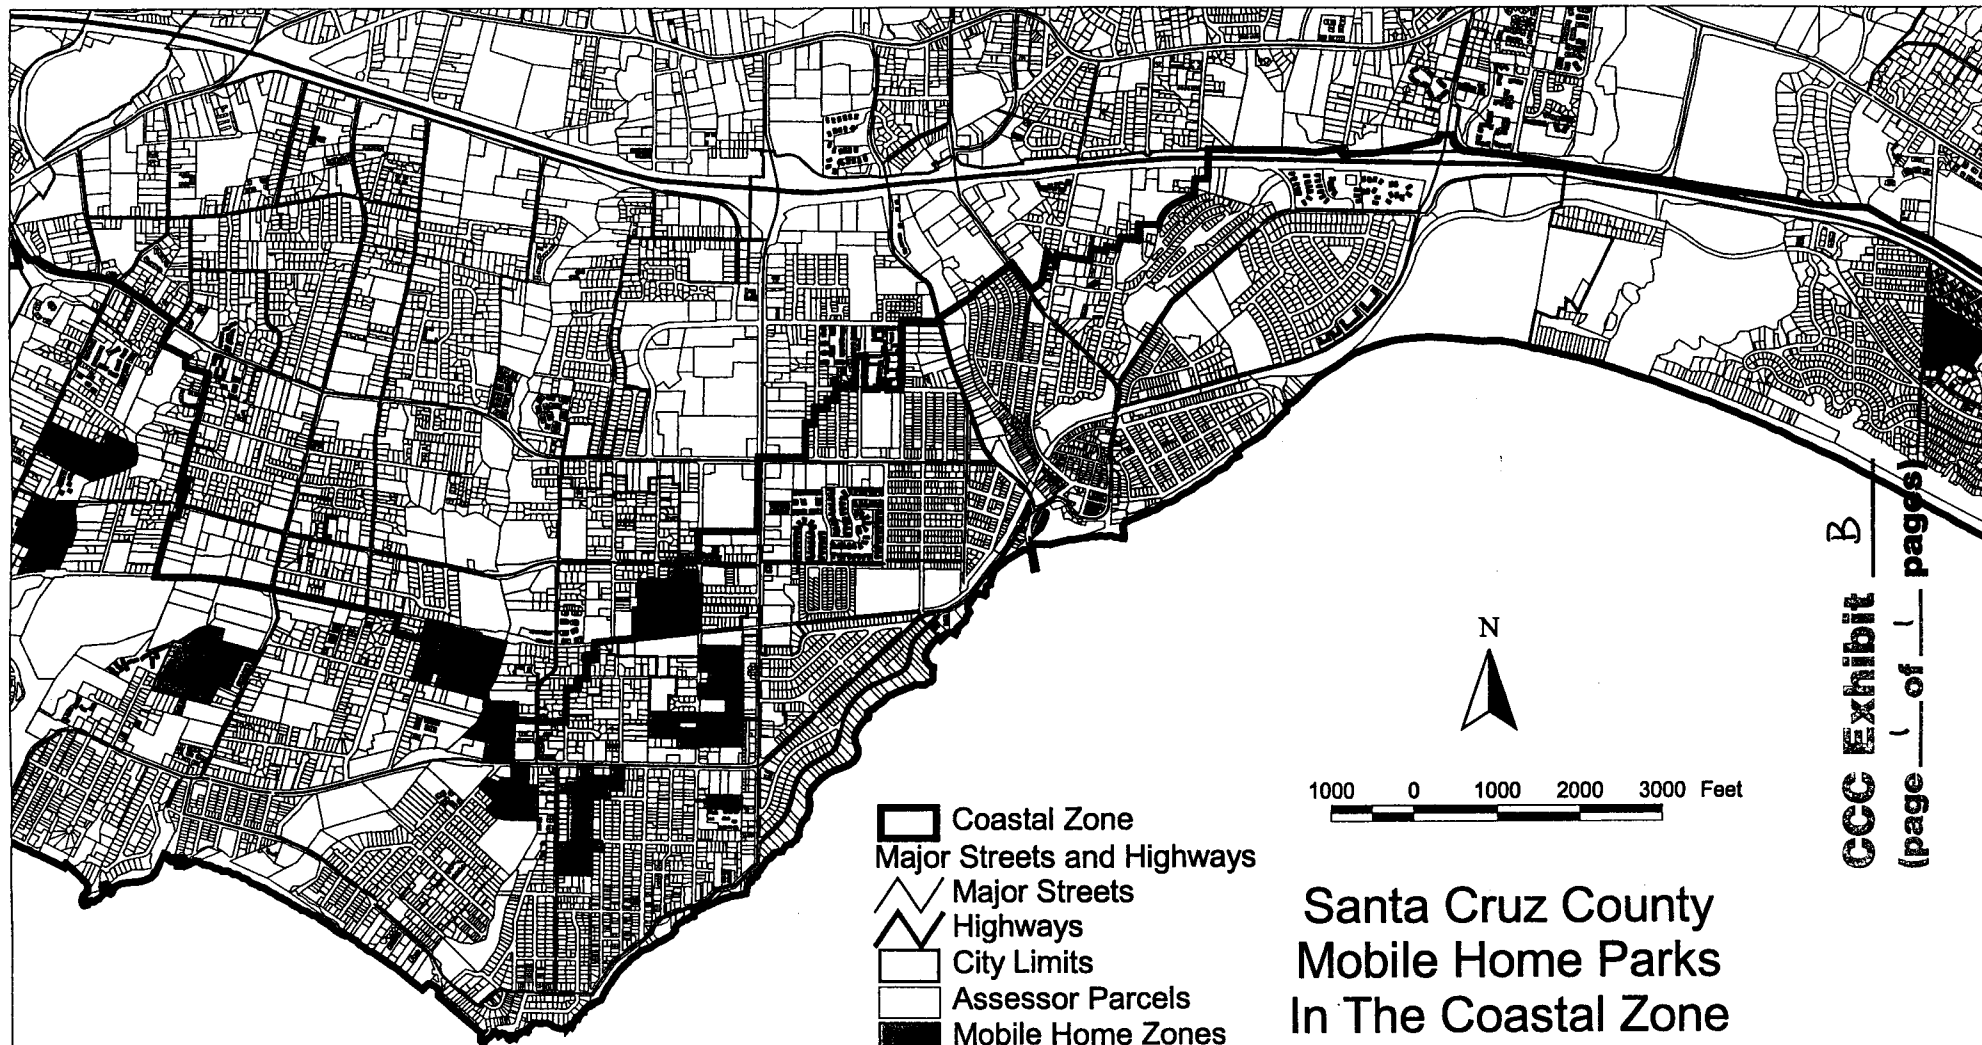 N
1000 0 1000 2000 3000 Feet
Coastal Zone
Major Streets and Highways
Major Streets
Highways
City Limits
Assessor Parcels
Mobile Home Zones
Santa Cruz County
Mobile Home Parks
In The Coastal Zone
CCC Exhibit B
(page 1 of 1 pages)